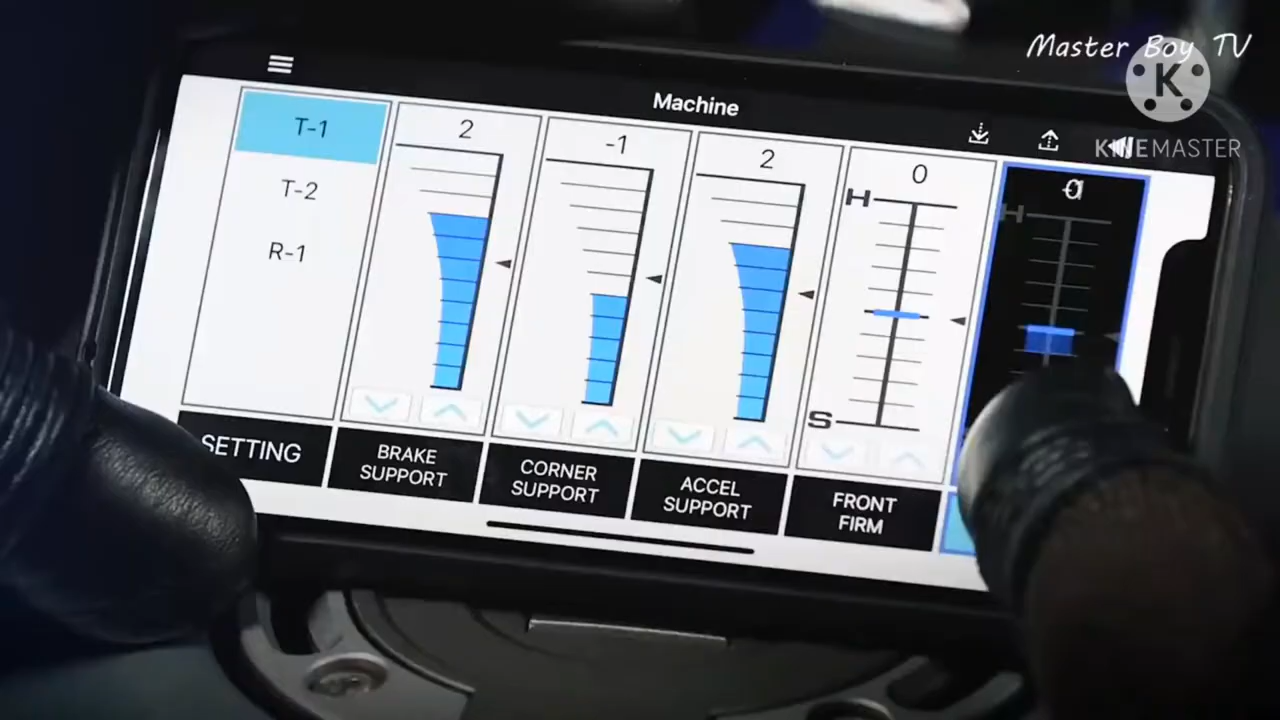 Master Boy TV
K
KINEMASTER
Machine
T-1
T-2
R-1
2
-1
2
0
H
S
H
SETTING
BRAKE
SUPPORT
CORNER
SUPPORT
ACCEL
SUPPORT
FRONT
FIRM